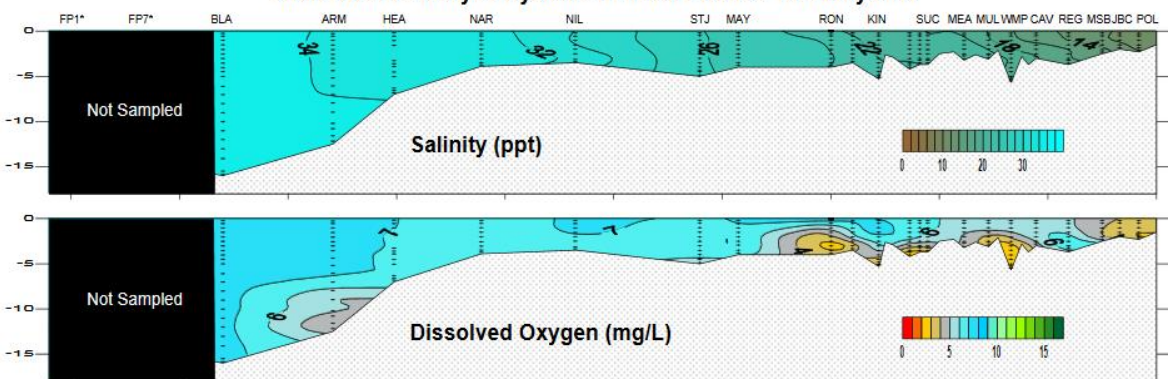 FP1* FP7* BLA ARM HEA NAR NIL STJ MAY RON KIN SUC MEA MUL WMP CAV REG MSB JBC POL
0
-5
-10
-15
Not Sampled
34
32
26
18
14
Salinity (ppt)
0 10 20 30
0
-5
-10
-15
Not Sampled
7
6
7
4
6
6
Dissolved Oxygen (mg/L)
0 5 10 15